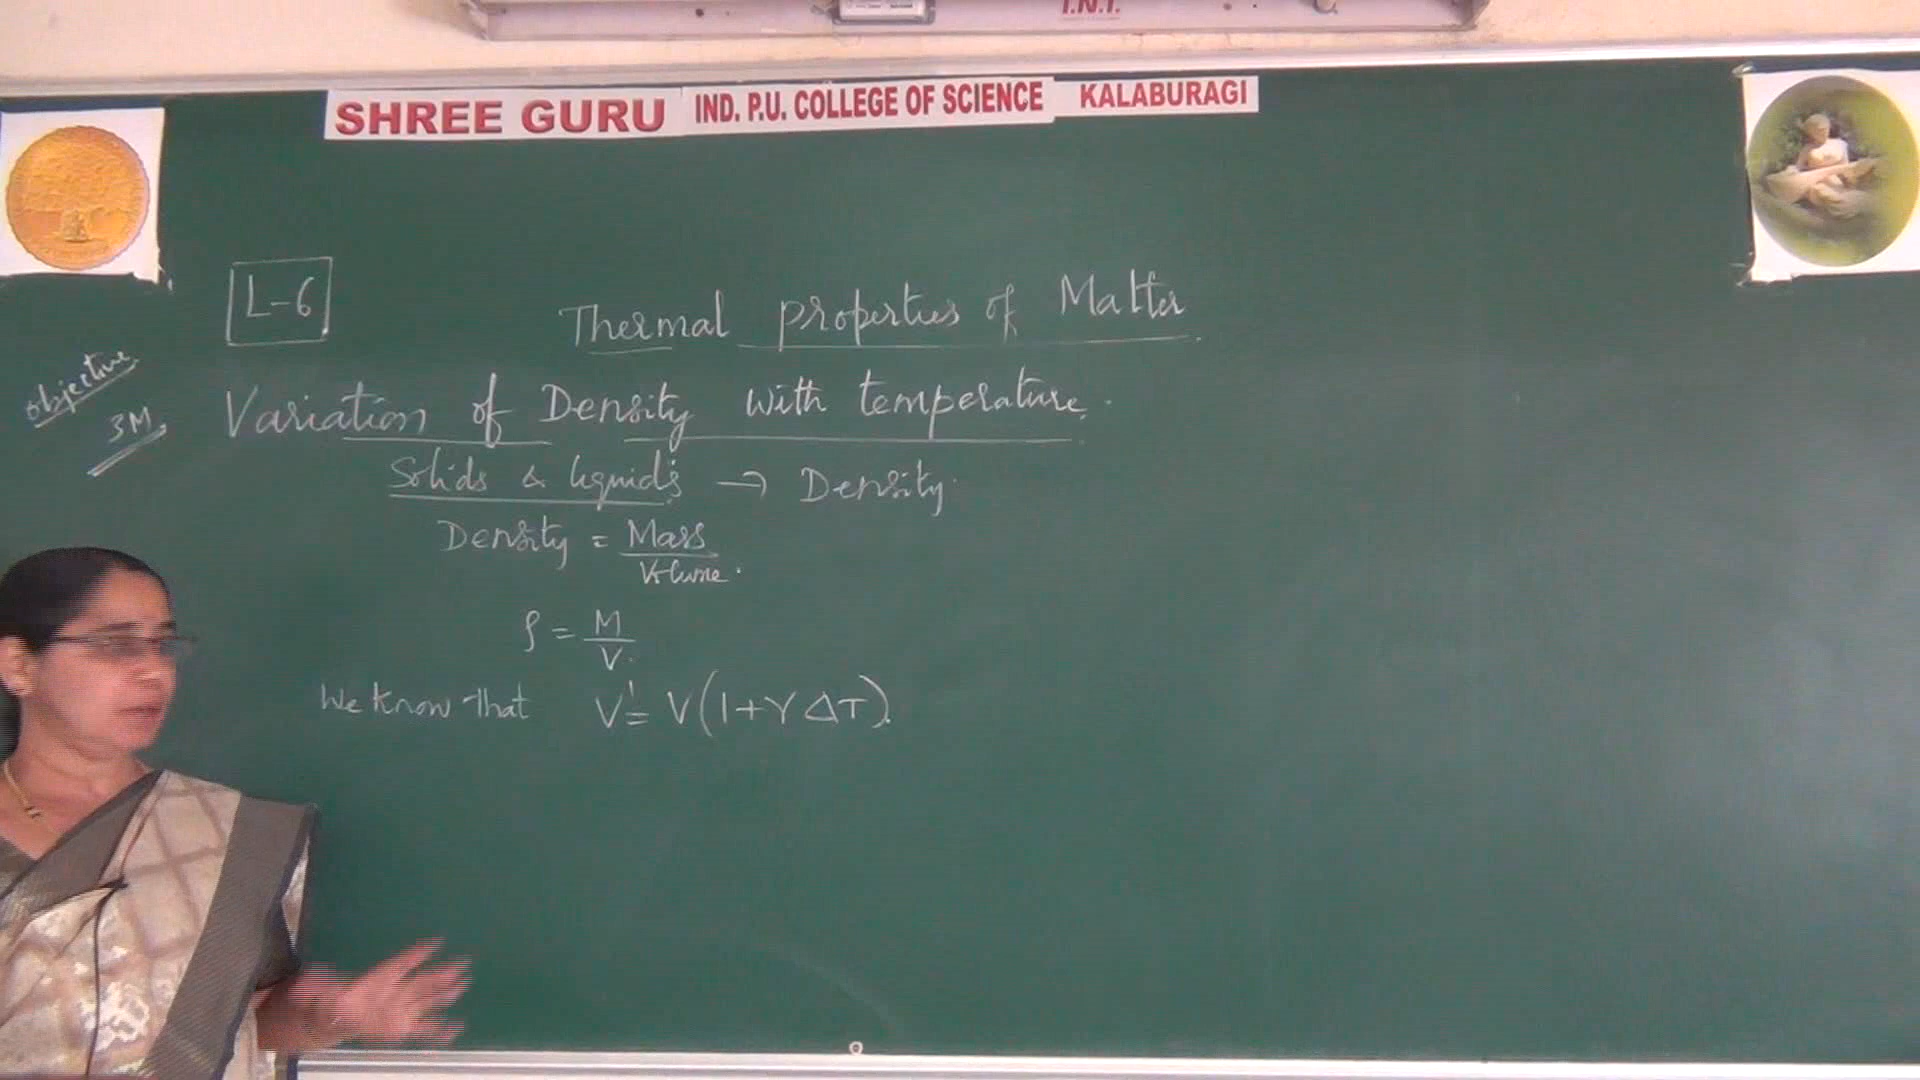 T.N.T.
SHREE GURU IND. P.U. COLLEGE OF SCIENCE KALABURAGI
L-6
Thermal properties of Matter
objective
3M
Variation of Density with temperature.
Solids & liquids → Density.
Density = Mass / Volume.
ρ = M / V.
We know that V' = V(1+γΔT).